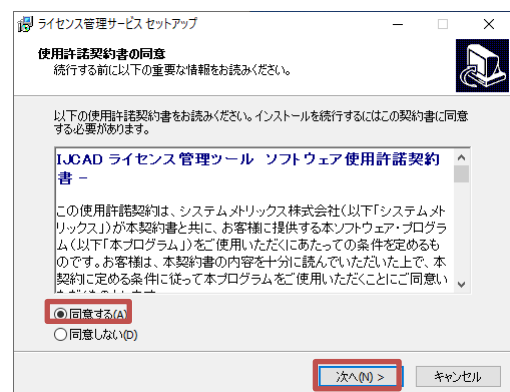 ライセンス管理サービス セットアップ
使用許諾契約書の同意
続行する前に以下の重要な情報をお読みください。
以下の使用許諾契約書をお読みください。インストールを続行するにはこの契約書に同意
する必要があります。
IJCAD ライセンス管理ツール ソフトウェア使用許諾契約
書 –
この使用許諾契約は、システムメトリックス株式会社(以下「システムメト
リックス」)が本契約書と共に、お客様に提供する本ソフトウェア・プログラ
ム(以下「本プログラム」)をご使用いただくにあたっての条件を定めるも
のです。お客様は、本契約書の内容を十分に読んでいただいた上で、本
契約に定める条件に従って本プログラムをご使用いただくことにご同意い
同意する(A)
同意しない(D)
次へ(N) >
キャンセル